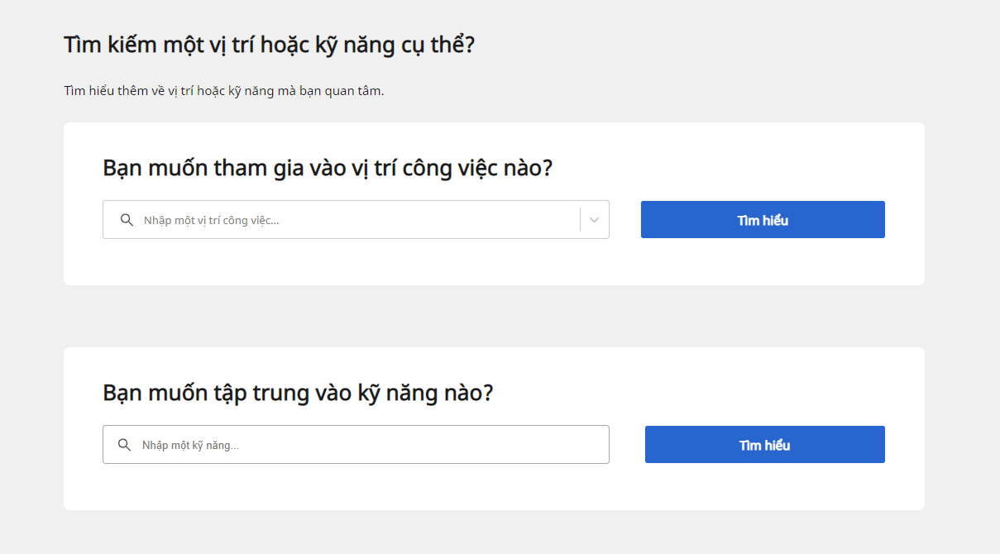 Tìm kiếm một vị trí hoặc kỹ năng cụ thể?
Tìm hiểu thêm về vị trí hoặc kỹ năng mà bạn quan tâm.
Bạn muốn tham gia vào vị trí công việc nào?
Nhập một vị trí công việc...
Tìm hiểu
Bạn muốn tập trung vào kỹ năng nào?
Nhập một kỹ năng...
Tìm hiểu